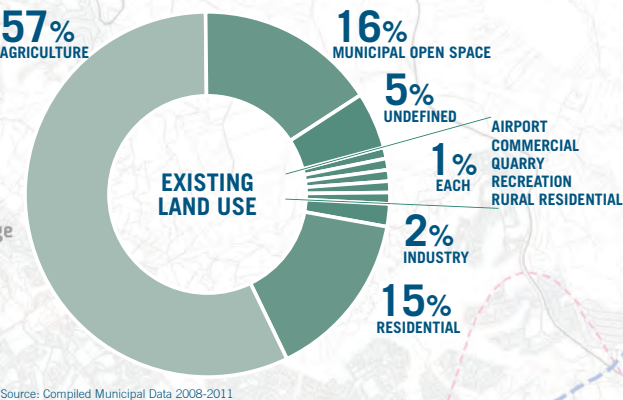 57%
AGRICULTURE
16%
MUNICIPAL OPEN SPACE
5%
UNDEFINED
1%
EACH
AIRPORT
COMMERCIAL
QUARRY
RECREATION
RURAL RESIDENTIAL
EXISTING
LAND USE
2%
INDUSTRY
15%
RESIDENTIAL
Source: Compiled Municipal Data 2008-2011